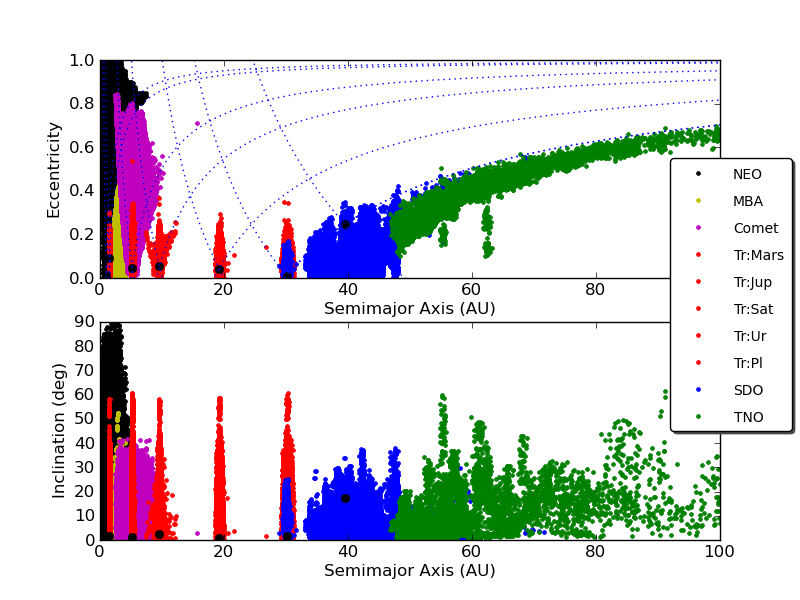 1.0
0.8
0.6
0.4
0.2
0.0
Eccentricity
0 20 40 60 80
Semimajor Axis (AU)
NEO
MBA
Comet
Tr:Mars
Tr:Jup
Tr:Sat
Tr:Ur
Tr:Pl
SDO
TNO
90
80
70
60
50
40
30
20
10
0
Inclination (deg)
0 20 40 60 80 100
Semimajor Axis (AU)